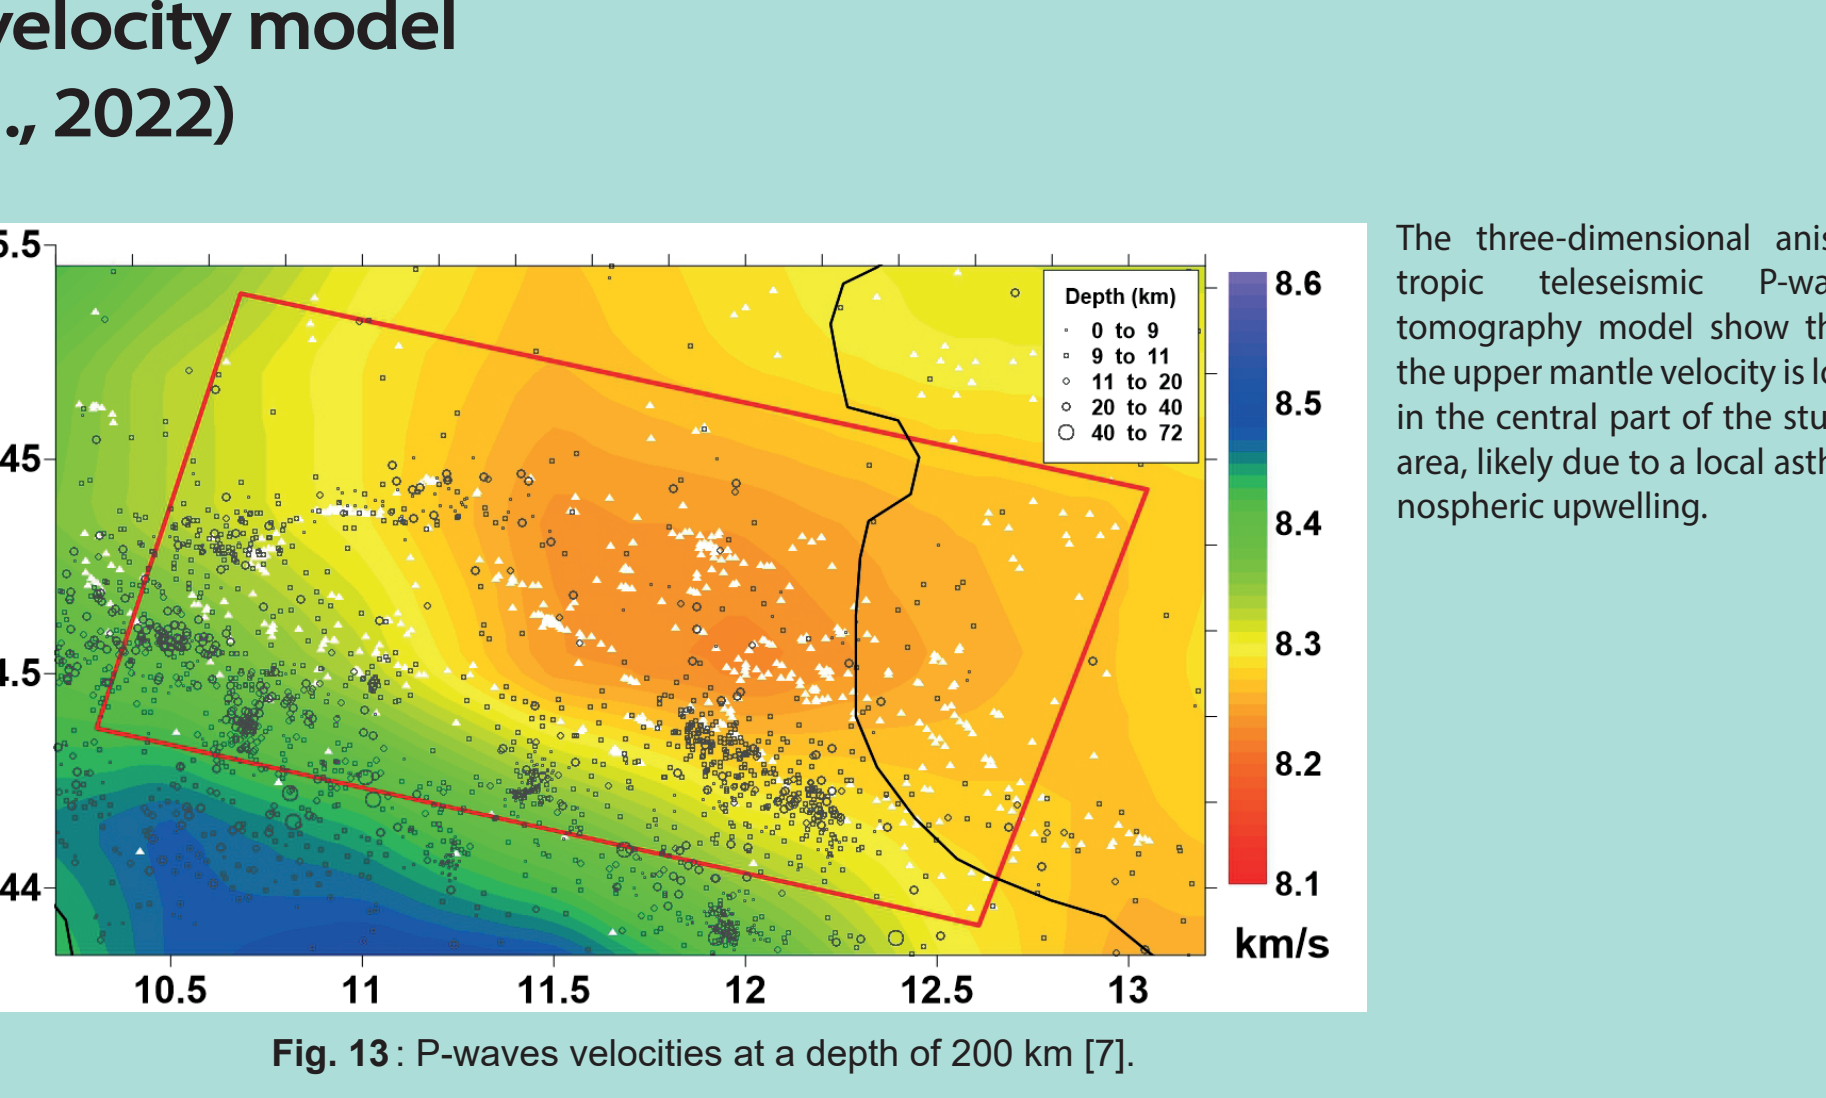 velocity model
., 2022)
The three-dimensional anis
tropic teleseismic P-wa
tomography model show th
the upper mantle velocity is lo
in the central part of the stu
area, likely due to a local asth
nospheric upwelling.
5.5
45
4.5
44
10.5 11 11.5 12 12.5 13
Depth (km)
0 to 9
9 to 11
11 to 20
20 to 40
40 to 72
8.6
8.5
8.4
8.3
8.2
8.1
km/s
Fig. 13 : P-waves velocities at a depth of 200 km [7].